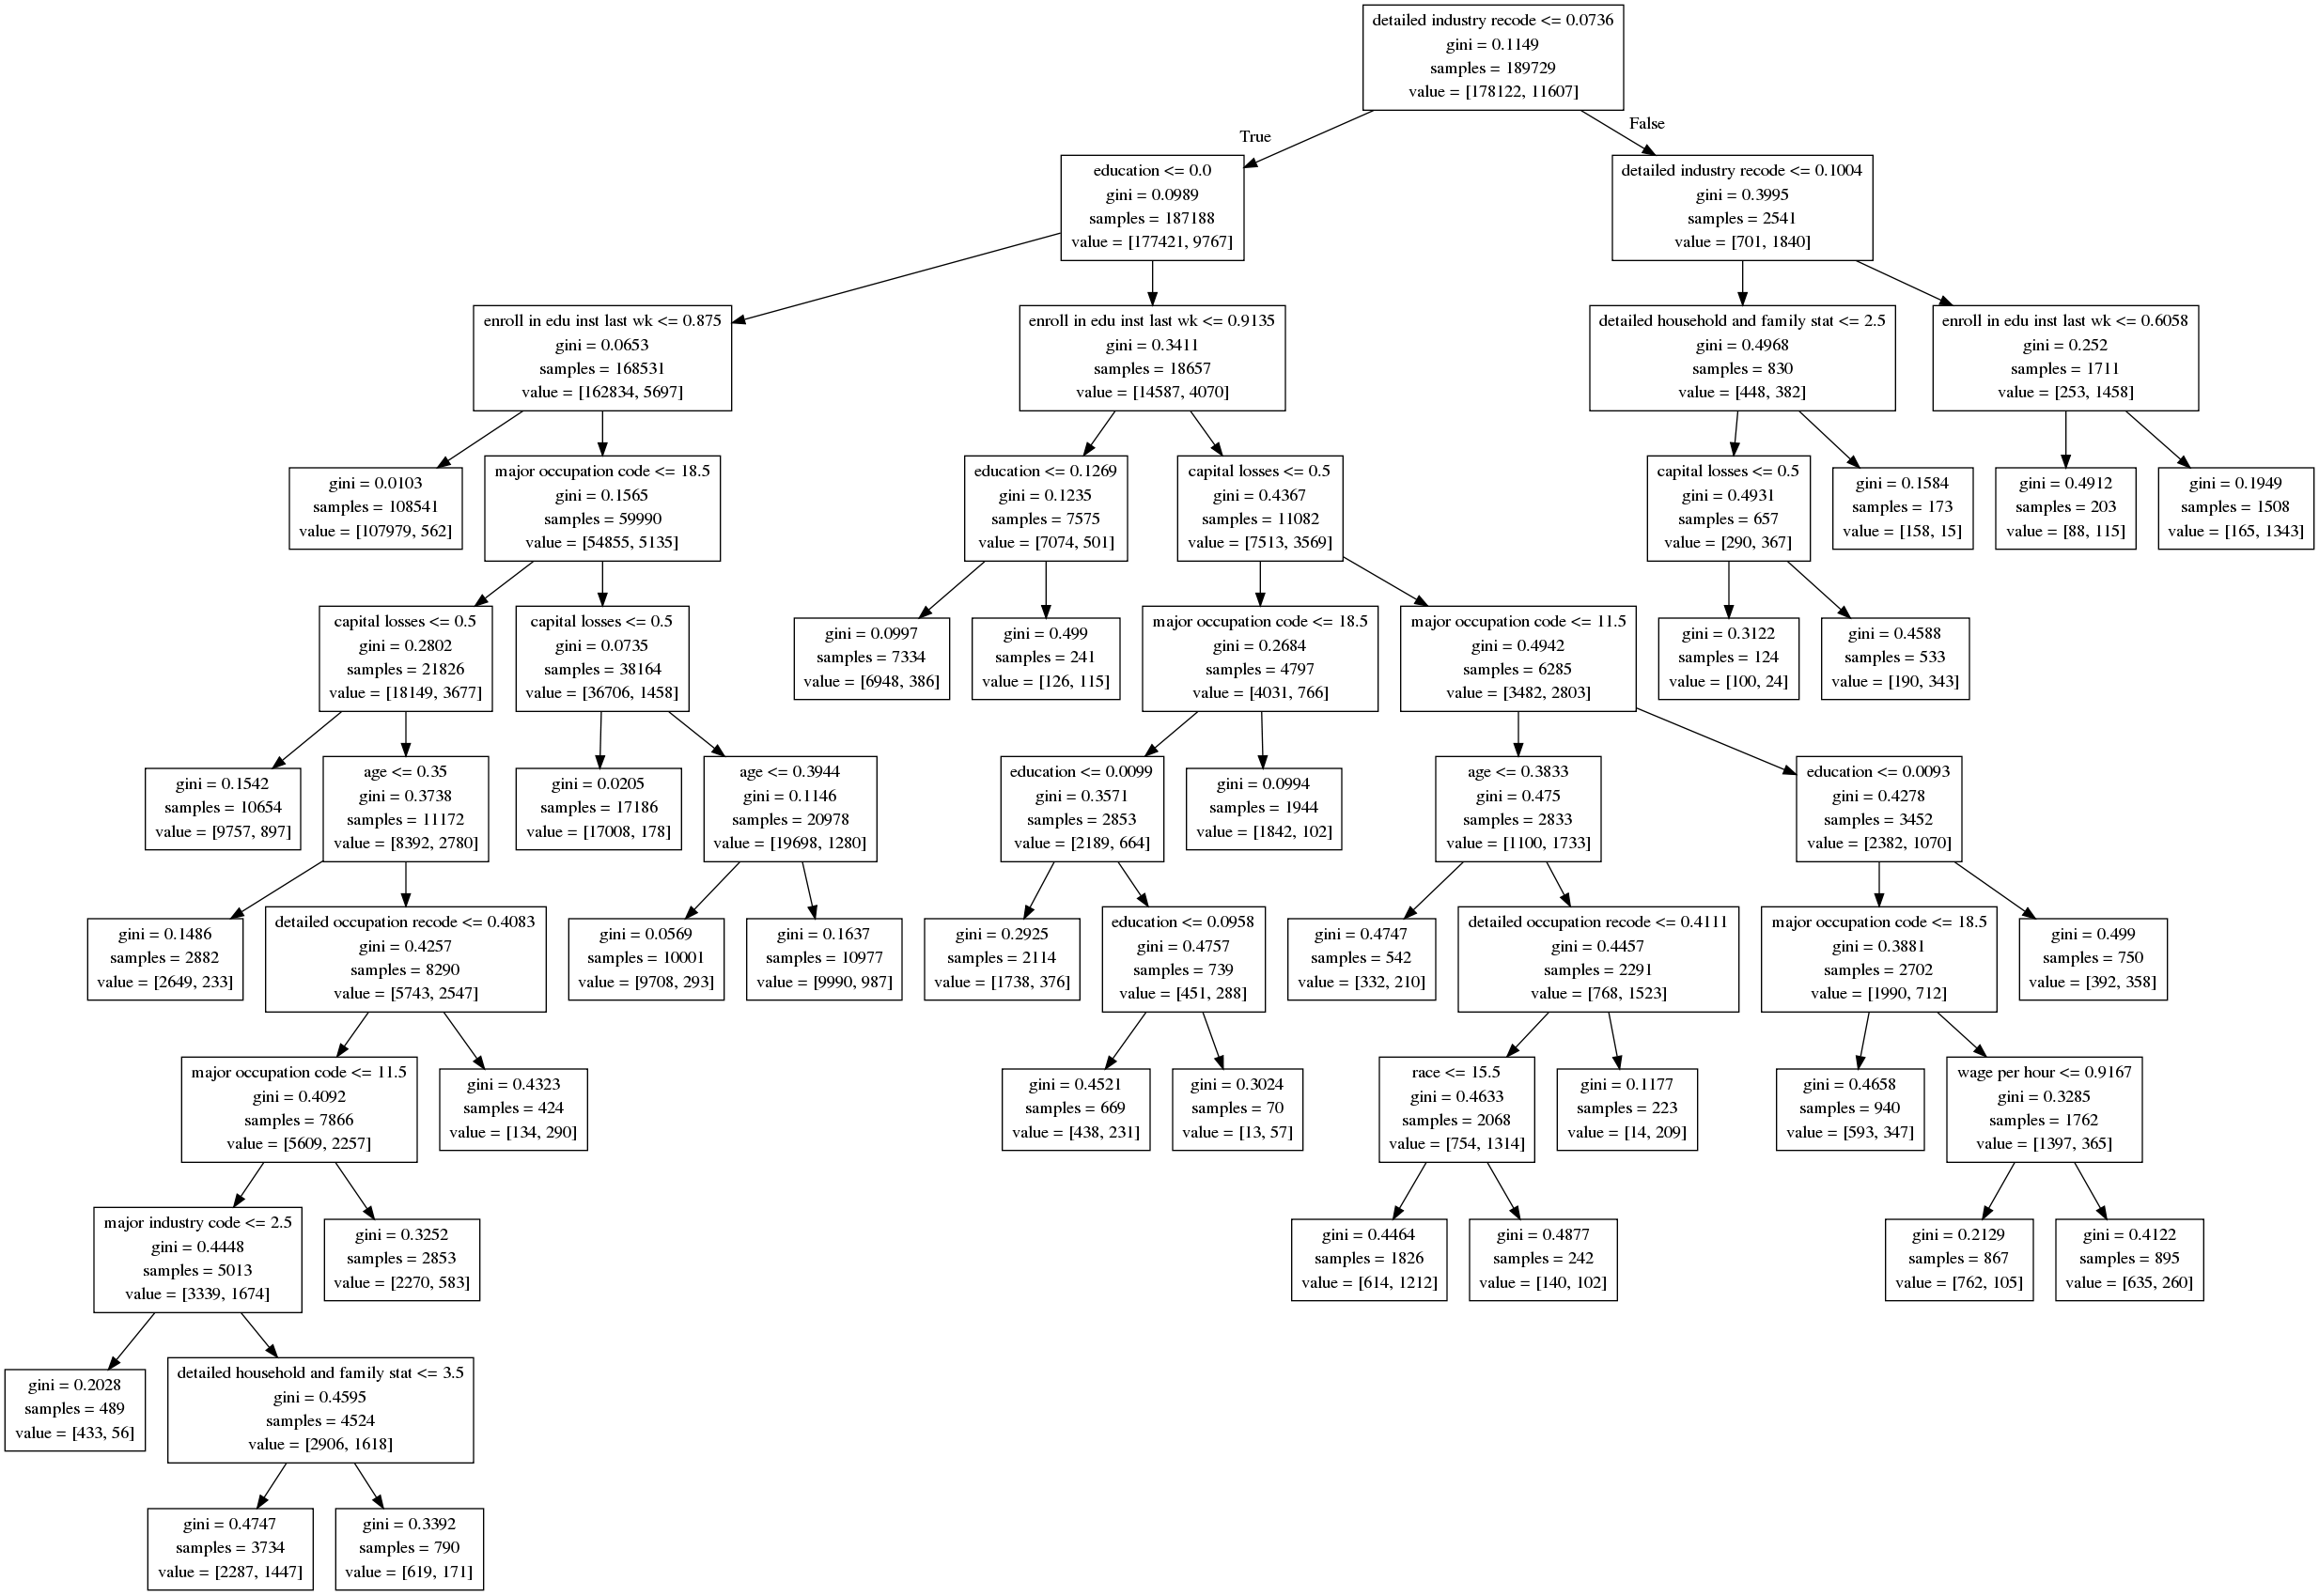 detailed industry recode <= 0.0736
gini = 0.1149
samples = 189729
value = [178122, 11607]
True
False
education <= 0.0
gini = 0.0989
samples = 187188
value = [177421, 9767]
detailed industry recode <= 0.1004
gini = 0.3995
samples = 2541
value = [701, 1840]
enroll in edu inst last wk <= 0.875
gini = 0.0653
samples = 168531
value = [162834, 5697]
enroll in edu inst last wk <= 0.9135
gini = 0.3411
samples = 18657
value = [14587, 4070]
detailed household and family stat <= 2.5
gini = 0.4968
samples = 830
value = [448, 382]
enroll in edu inst last wk <= 0.6058
gini = 0.252
samples = 1711
value = [253, 1458]
gini = 0.0103
samples = 108541
value = [107979, 562]
major occupation code <= 18.5
gini = 0.1565
samples = 59990
value = [54855, 5135]
education <= 0.1269
gini = 0.1235
samples = 7575
value = [7074, 501]
capital losses <= 0.5
gini = 0.4367
samples = 11082
value = [7513, 3569]
capital losses <= 0.5
gini = 0.4931
samples = 657
value = [290, 367]
gini = 0.1584
samples = 173
value = [158, 15]
gini = 0.4912
samples = 203
value = [88, 115]
gini = 0.1949
samples = 1508
value = [165, 1343]
capital losses <= 0.5
gini = 0.2802
samples = 21826
value = [18149, 3677]
capital losses <= 0.5
gini = 0.0735
samples = 38164
value = [36706, 1458]
gini = 0.0997
samples = 7334
value = [6948, 386]
gini = 0.499
samples = 241
value = [126, 115]
major occupation code <= 18.5
gini = 0.2684
samples = 4797
value = [4031, 766]
major occupation code <= 11.5
gini = 0.4942
samples = 6285
value = [3482, 2803]
gini = 0.3122
samples = 124
value = [100, 24]
gini = 0.4588
samples = 533
value = [190, 343]
gini = 0.1542
samples = 10654
value = [9757, 897]
age <= 0.35
gini = 0.3738
samples = 11172
value = [8392, 2780]
gini = 0.0205
samples = 17186
value = [17008, 178]
age <= 0.3944
gini = 0.1146
samples = 20978
value = [19698, 1280]
education <= 0.0099
gini = 0.3571
samples = 2853
value = [2189, 664]
gini = 0.0994
samples = 1944
value = [1842, 102]
age <= 0.3833
gini = 0.475
samples = 2833
value = [1100, 1733]
education <= 0.0093
gini = 0.4278
samples = 3452
value = [2382, 1070]
gini = 0.1486
samples = 2882
value = [2649, 233]
detailed occupation recode <= 0.4083
gini = 0.4257
samples = 8290
value = [5743, 2547]
gini = 0.0569
samples = 10001
value = [9708, 293]
gini = 0.1637
samples = 10977
value = [9990, 987]
gini = 0.2925
samples = 2114
value = [1738, 376]
education <= 0.0958
gini = 0.4757
samples = 739
value = [451, 288]
gini = 0.4747
samples = 542
value = [332, 210]
detailed occupation recode <= 0.4111
gini = 0.4457
samples = 2291
value = [768, 1523]
major occupation code <= 18.5
gini = 0.3881
samples = 2702
value = [1990, 712]
gini = 0.499
samples = 750
value = [392, 358]
major occupation code <= 11.5
gini = 0.4092
samples = 7866
value = [5609, 2257]
gini = 0.4323
samples = 424
value = [134, 290]
gini = 0.4521
samples = 669
value = [438, 231]
gini = 0.3024
samples = 70
value = [13, 57]
race <= 15.5
gini = 0.4633
samples = 2068
value = [754, 1314]
gini = 0.1177
samples = 223
value = [14, 209]
gini = 0.4658
samples = 940
value = [593, 347]
wage per hour <= 0.9167
gini = 0.3285
samples = 1762
value = [1397, 365]
major industry code <= 2.5
gini = 0.4448
samples = 5013
value = [3339, 1674]
gini = 0.3252
samples = 2853
value = [2270, 583]
gini = 0.4464
samples = 1826
value = [614, 1212]
gini = 0.4877
samples = 242
value = [140, 102]
gini = 0.2129
samples = 867
value = [762, 105]
gini = 0.4122
samples = 895
value = [635, 260]
gini = 0.2028
samples = 489
value = [433, 56]
detailed household and family stat <= 3.5
gini = 0.4595
samples = 4524
value = [2906, 1618]
gini = 0.4747
samples = 3734
value = [2287, 1447]
gini = 0.3392
samples = 790
value = [619, 171]